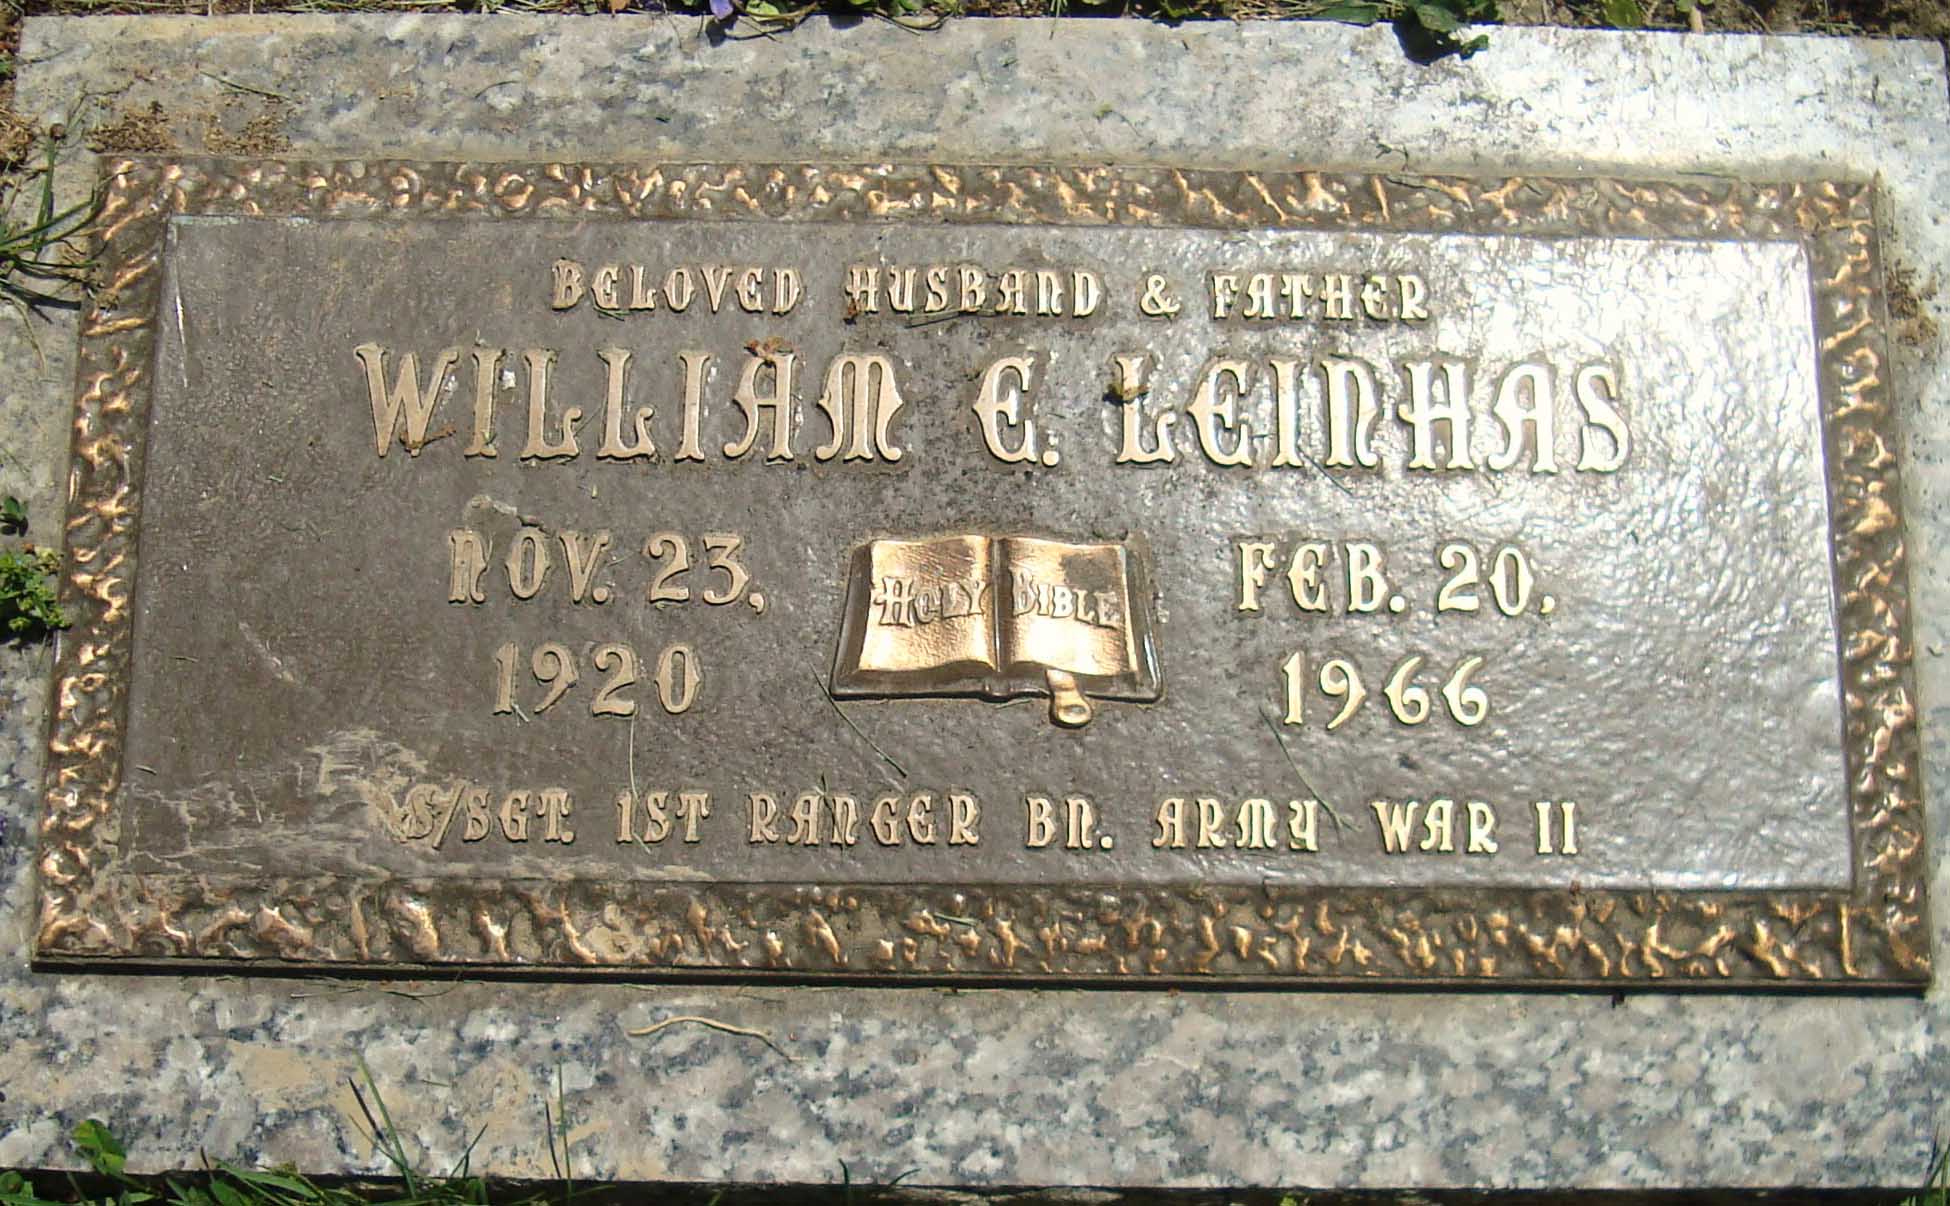 BELOVED HUSBAND & FATHER
WILLIAM E. LEINHAS
NOV. 23,
1920
HOLY BIBLE
FEB. 20,
1966
S/SGT. 1ST RANGER BN. ARMY WAR II